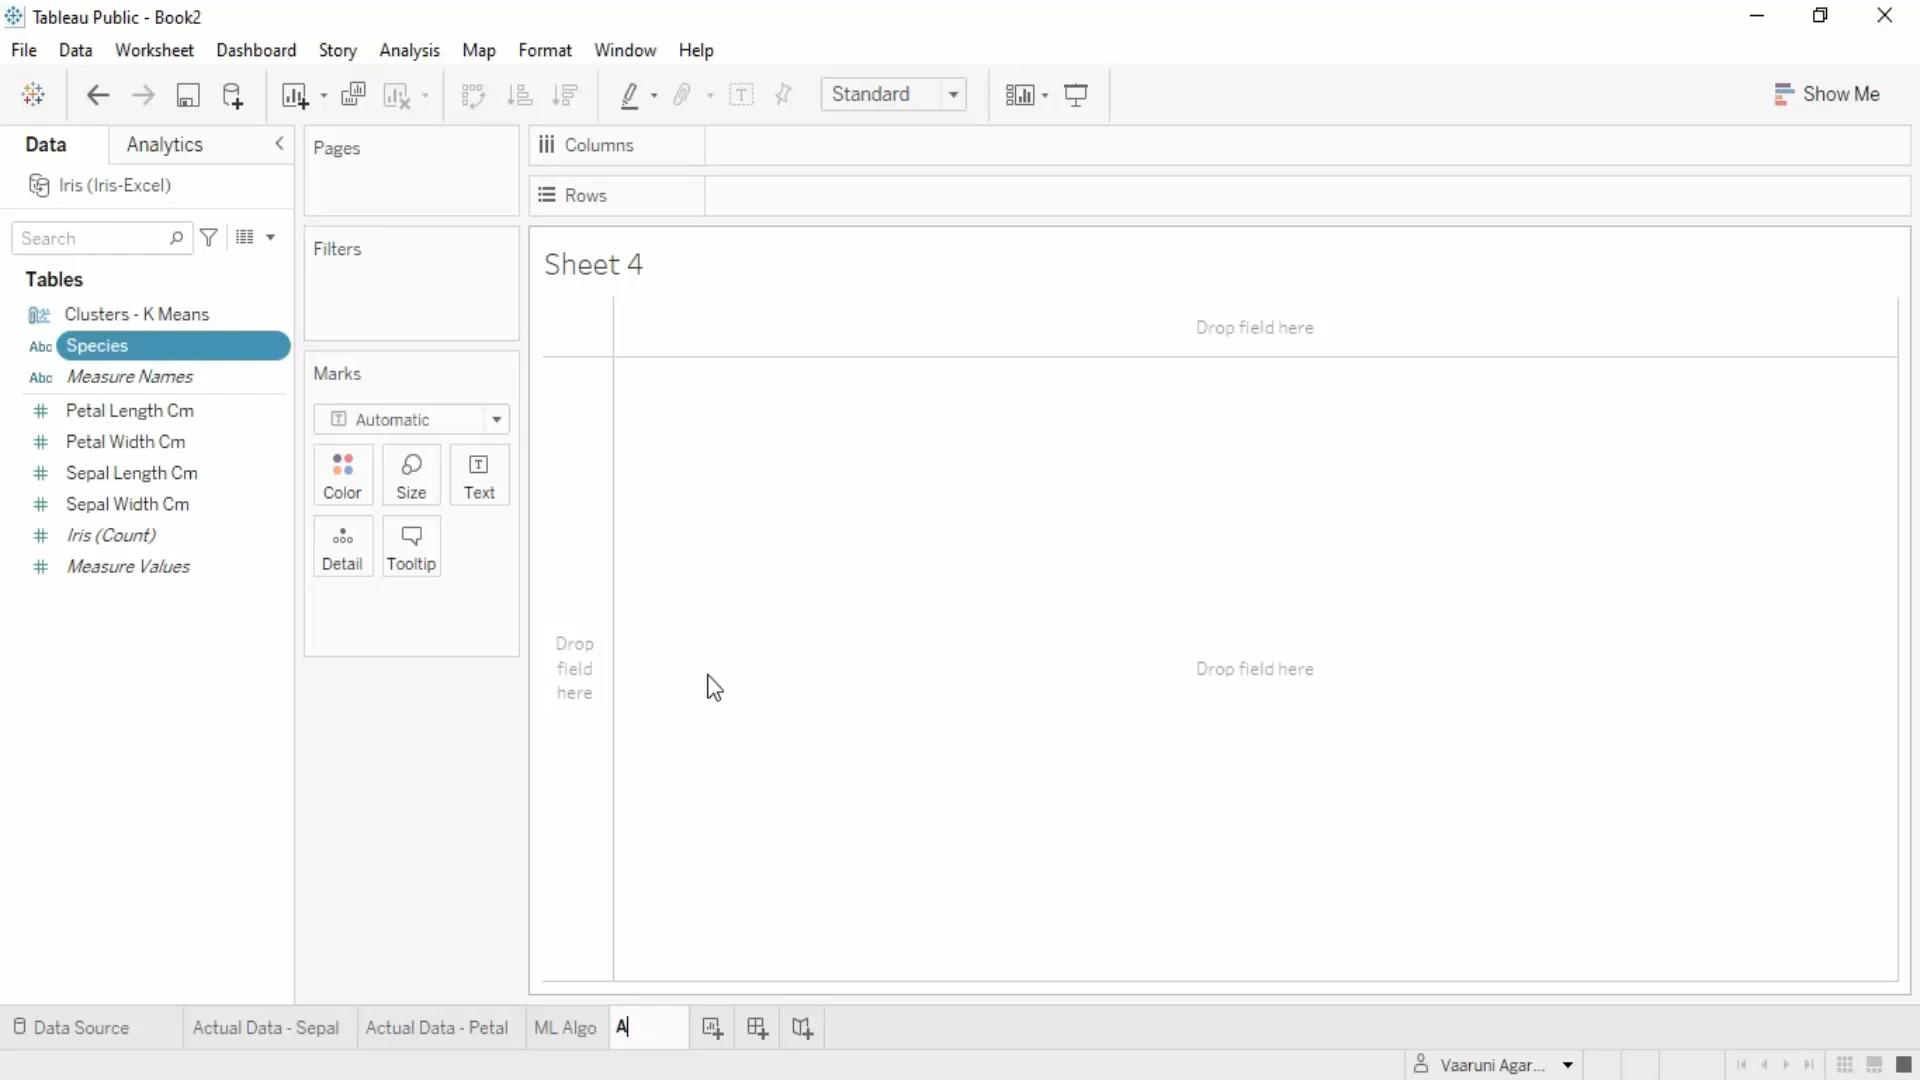 Tableau Public - Book2
File Data Worksheet Dashboard Story Analysis Map Format Window Help
Standard
Show Me
Data Analytics
Iris (Iris-Excel)
Search
Tables
Clusters - K Means
Abc Species
Abc Measure Names
# Petal Length Cm
# Petal Width Cm
# Sepal Length Cm
# Sepal Width Cm
# Iris (Count)
# Measure Values
Pages
Filters
Marks
Automatic
Color Size Text
Detail Tooltip
Columns
Rows
Sheet 4
Drop field here
Drop
field
here
Drop field here
Data Source Actual Data - Sepal Actual Data - Petal ML Algo A
Vaaruni Agar...